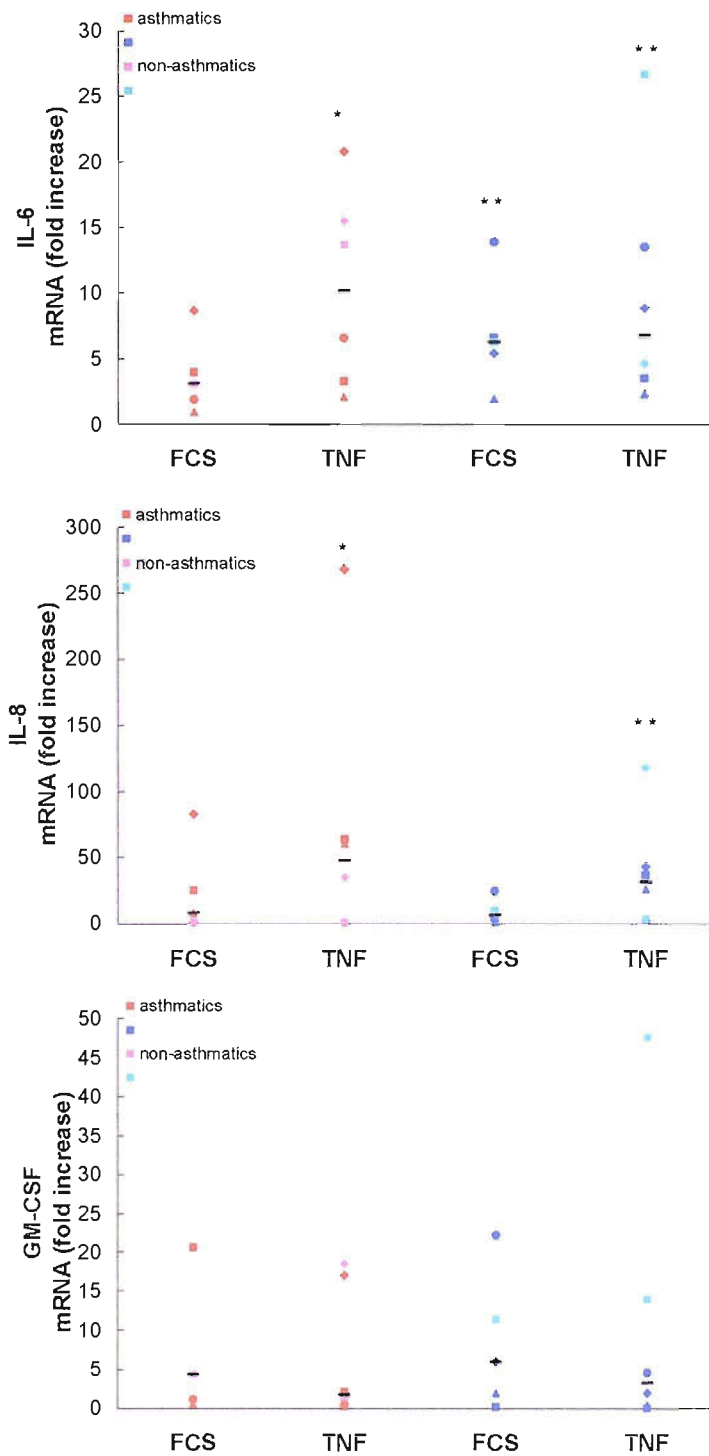 asthmatics
non-asthmatics
30
25
20
15
10
5
0
IL-6
mRNA (fold increase)
*
**
**
FCS TNF FCS TNF
asthmatics
non-asthmatics
300
250
200
150
100
50
0
IL-8
mRNA (fold increase)
*
**
FCS TNF FCS TNF
asthmatics
non-asthmatics
50
45
40
35
30
25
20
15
10
5
0
GM-CSF
mRNA (fold increase)
FCS TNF FCS TNF